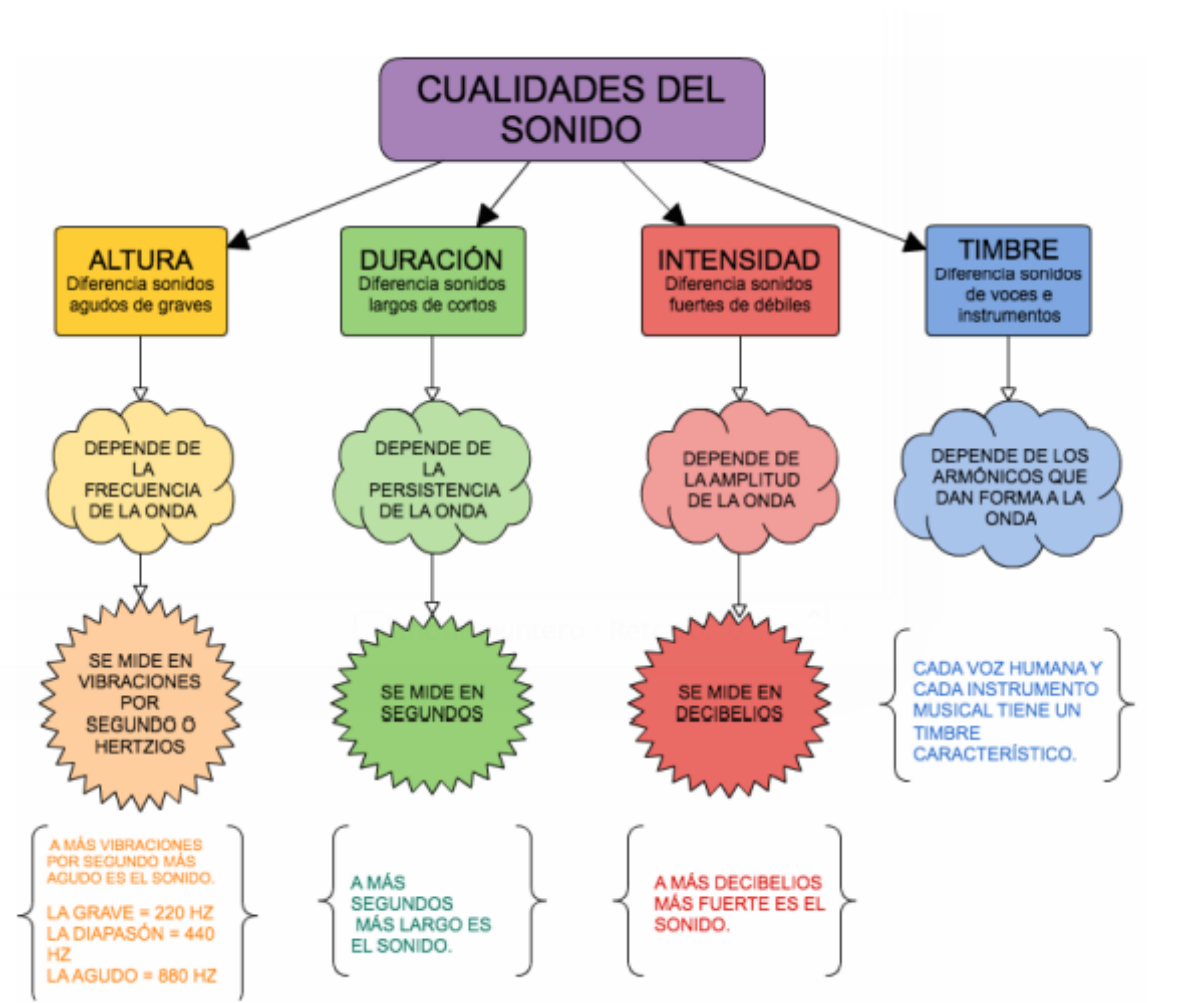 CUALIDADES DEL
SONIDO
ALTURA
Diferencia sonidos
agudos de graves
DURACIÓN
Diferencia sonidos
largos de cortos
INTENSIDAD
Diferencia sonidos
fuertes de débiles
TIMBRE
Diferencia sonidos
de voces e
instrumentos
DEPENDE DE
LA
FRECUENCIA
DE LA ONDA
DEPENDE DE
LA
PERSISTENCIA
DE LA ONDA
DEPENDE DE
LA AMPLITUD
DE LA ONDA
DEPENDE DE LOS
ARMÓNICOS QUE
DAN FORMA A LA
ONDA
SE MIDE EN
VIBRACIONES
POR
SEGUNDO O
HERTZIOS
SE MIDE EN
SEGUNDOS
SE MIDE EN
DECIBELIOS
CADA VOZ HUMANA Y
CADA INSTRUMENTO
MUSICAL TIENE UN
TIMBRE
CARACTERÍSTICO.
A MÁS VIBRACIONES
POR SEGUNDO MÁS
AGUDO ES EL SONIDO.
LA GRAVE = 220 HZ
LA DIAPASÓN = 440
HZ
LA AGUDO = 880 HZ
A MÁS
SEGUNDOS
MÁS LARGO ES
EL SONIDO.
A MÁS DECIBELIOS
MÁS FUERTE ES EL
SONIDO.